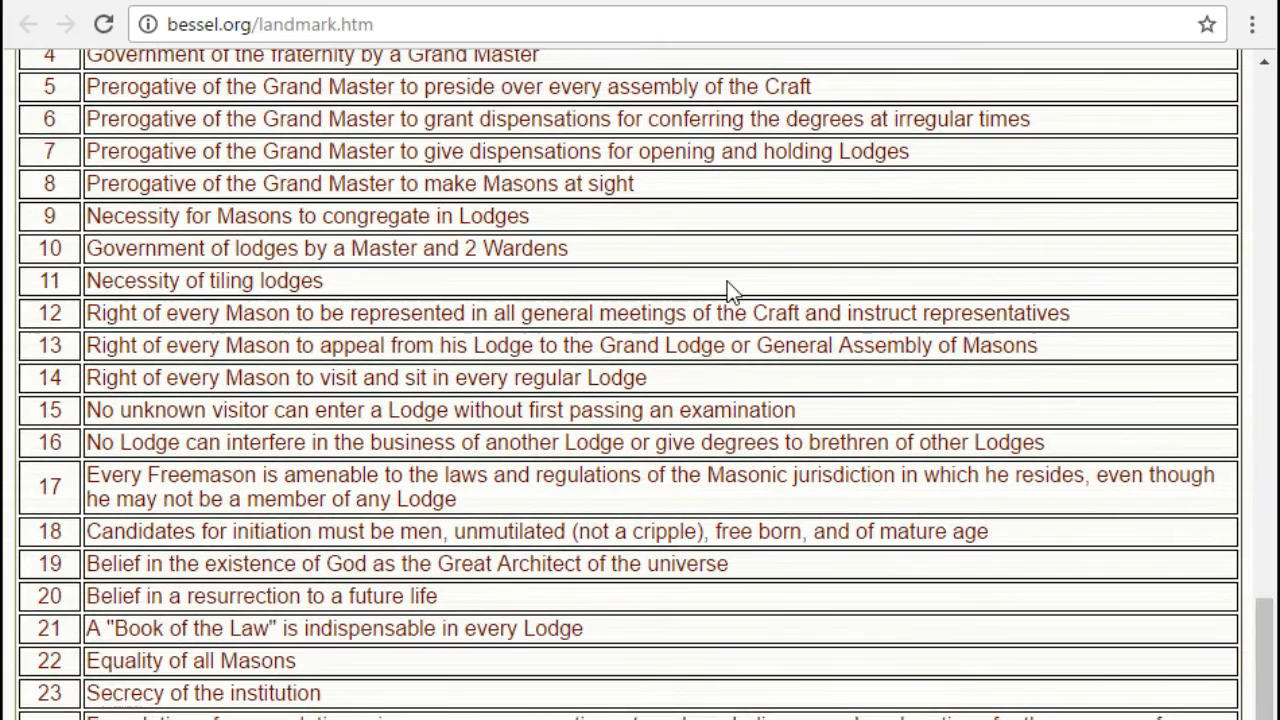 bessel.org/landmark.htm
4 Government of the fraternity by a Grand Master
5 Prerogative of the Grand Master to preside over every assembly of the Craft
6 Prerogative of the Grand Master to grant dispensations for conferring the degrees at irregular times
7 Prerogative of the Grand Master to give dispensations for opening and holding Lodges
8 Prerogative of the Grand Master to make Masons at sight
9 Necessity for Masons to congregate in Lodges
10 Government of lodges by a Master and 2 Wardens
11 Necessity of tiling lodges
12 Right of every Mason to be represented in all general meetings of the Craft and instruct representatives
13 Right of every Mason to appeal from his Lodge to the Grand Lodge or General Assembly of Masons
14 Right of every Mason to visit and sit in every regular Lodge
15 No unknown visitor can enter a Lodge without first passing an examination
16 No Lodge can interfere in the business of another Lodge or give degrees to brethren of other Lodges
17 Every Freemason is amenable to the laws and regulations of the Masonic jurisdiction in which he resides, even though
he may not be a member of any Lodge
18 Candidates for initiation must be men, unmutilated (not a cripple), free born, and of mature age
19 Belief in the existence of God as the Great Architect of the universe
20 Belief in a resurrection to a future life
21 A "Book of the Law" is indispensable in every Lodge
22 Equality of all Masons
23 Secrecy of the institution